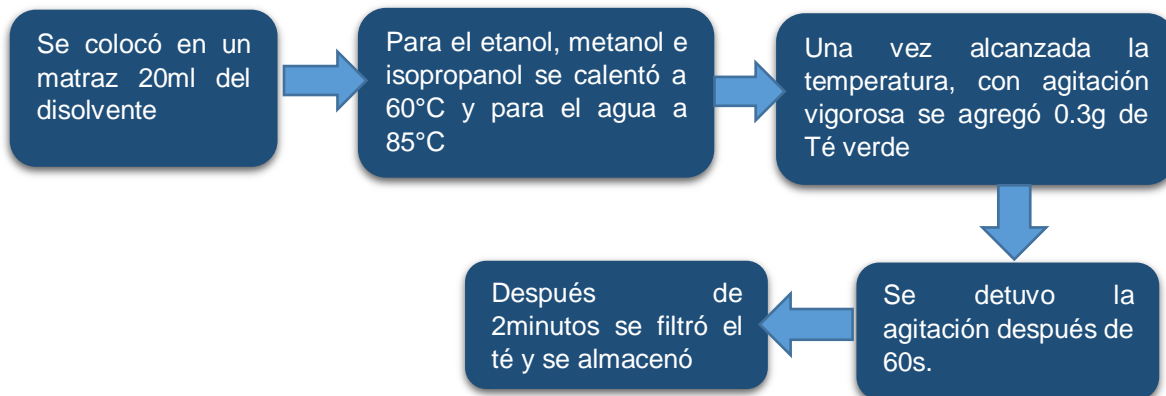 Se colocó en un
matraz 20ml del
disolvente
Para el etanol, metanol e
isopropanol se calentó a
60°C y para el agua a
85°C
Una vez alcanzada la
temperatura, con agitación
vigorosa se agregó 0.3g de
Té verde
Se detuvo la
agitación después de
60s.
Después de
2minutos se filtró el
té y se almacenó